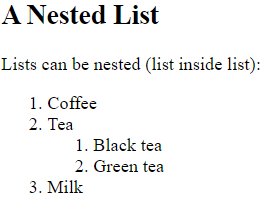 A Nested List
Lists can be nested (list inside list):
1. Coffee
2. Tea
1. Black tea
2. Green tea
3. Milk